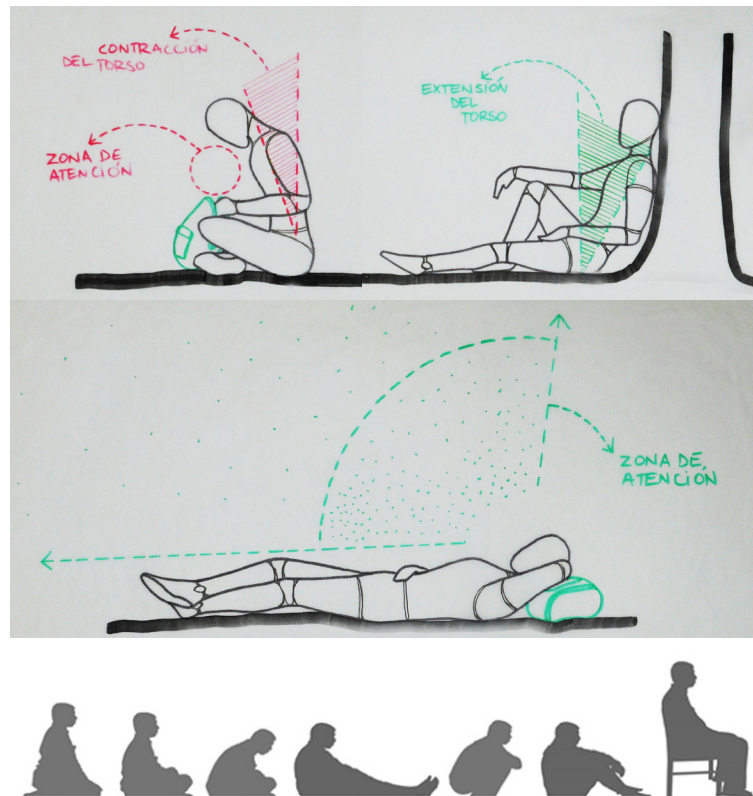 CONTRACCIÓN
DEL TORSO
ZONA DE
ATENCIÓN
EXTENSIÓN
DEL
TORSO
ZONA DE
ATENCIÓN